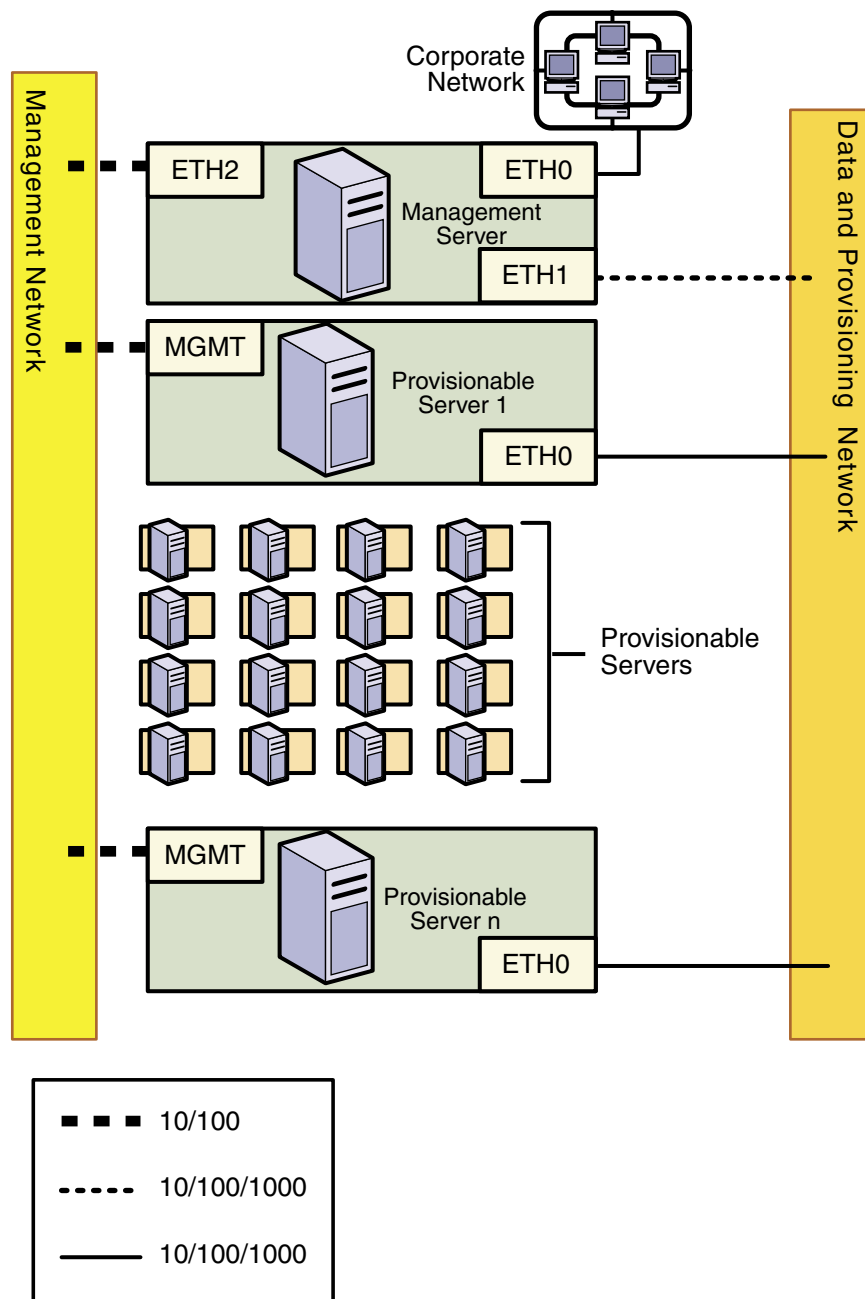 Corporate
Network
Management Network
ETH2
ETH0
Management
Server
ETH1
Data and Provisioning Network
MGMT
Provisionable
Server 1
ETH0
Provisionable
Servers
MGMT
Provisionable
Server n
ETH0
10/100
10/100/1000
10/100/1000